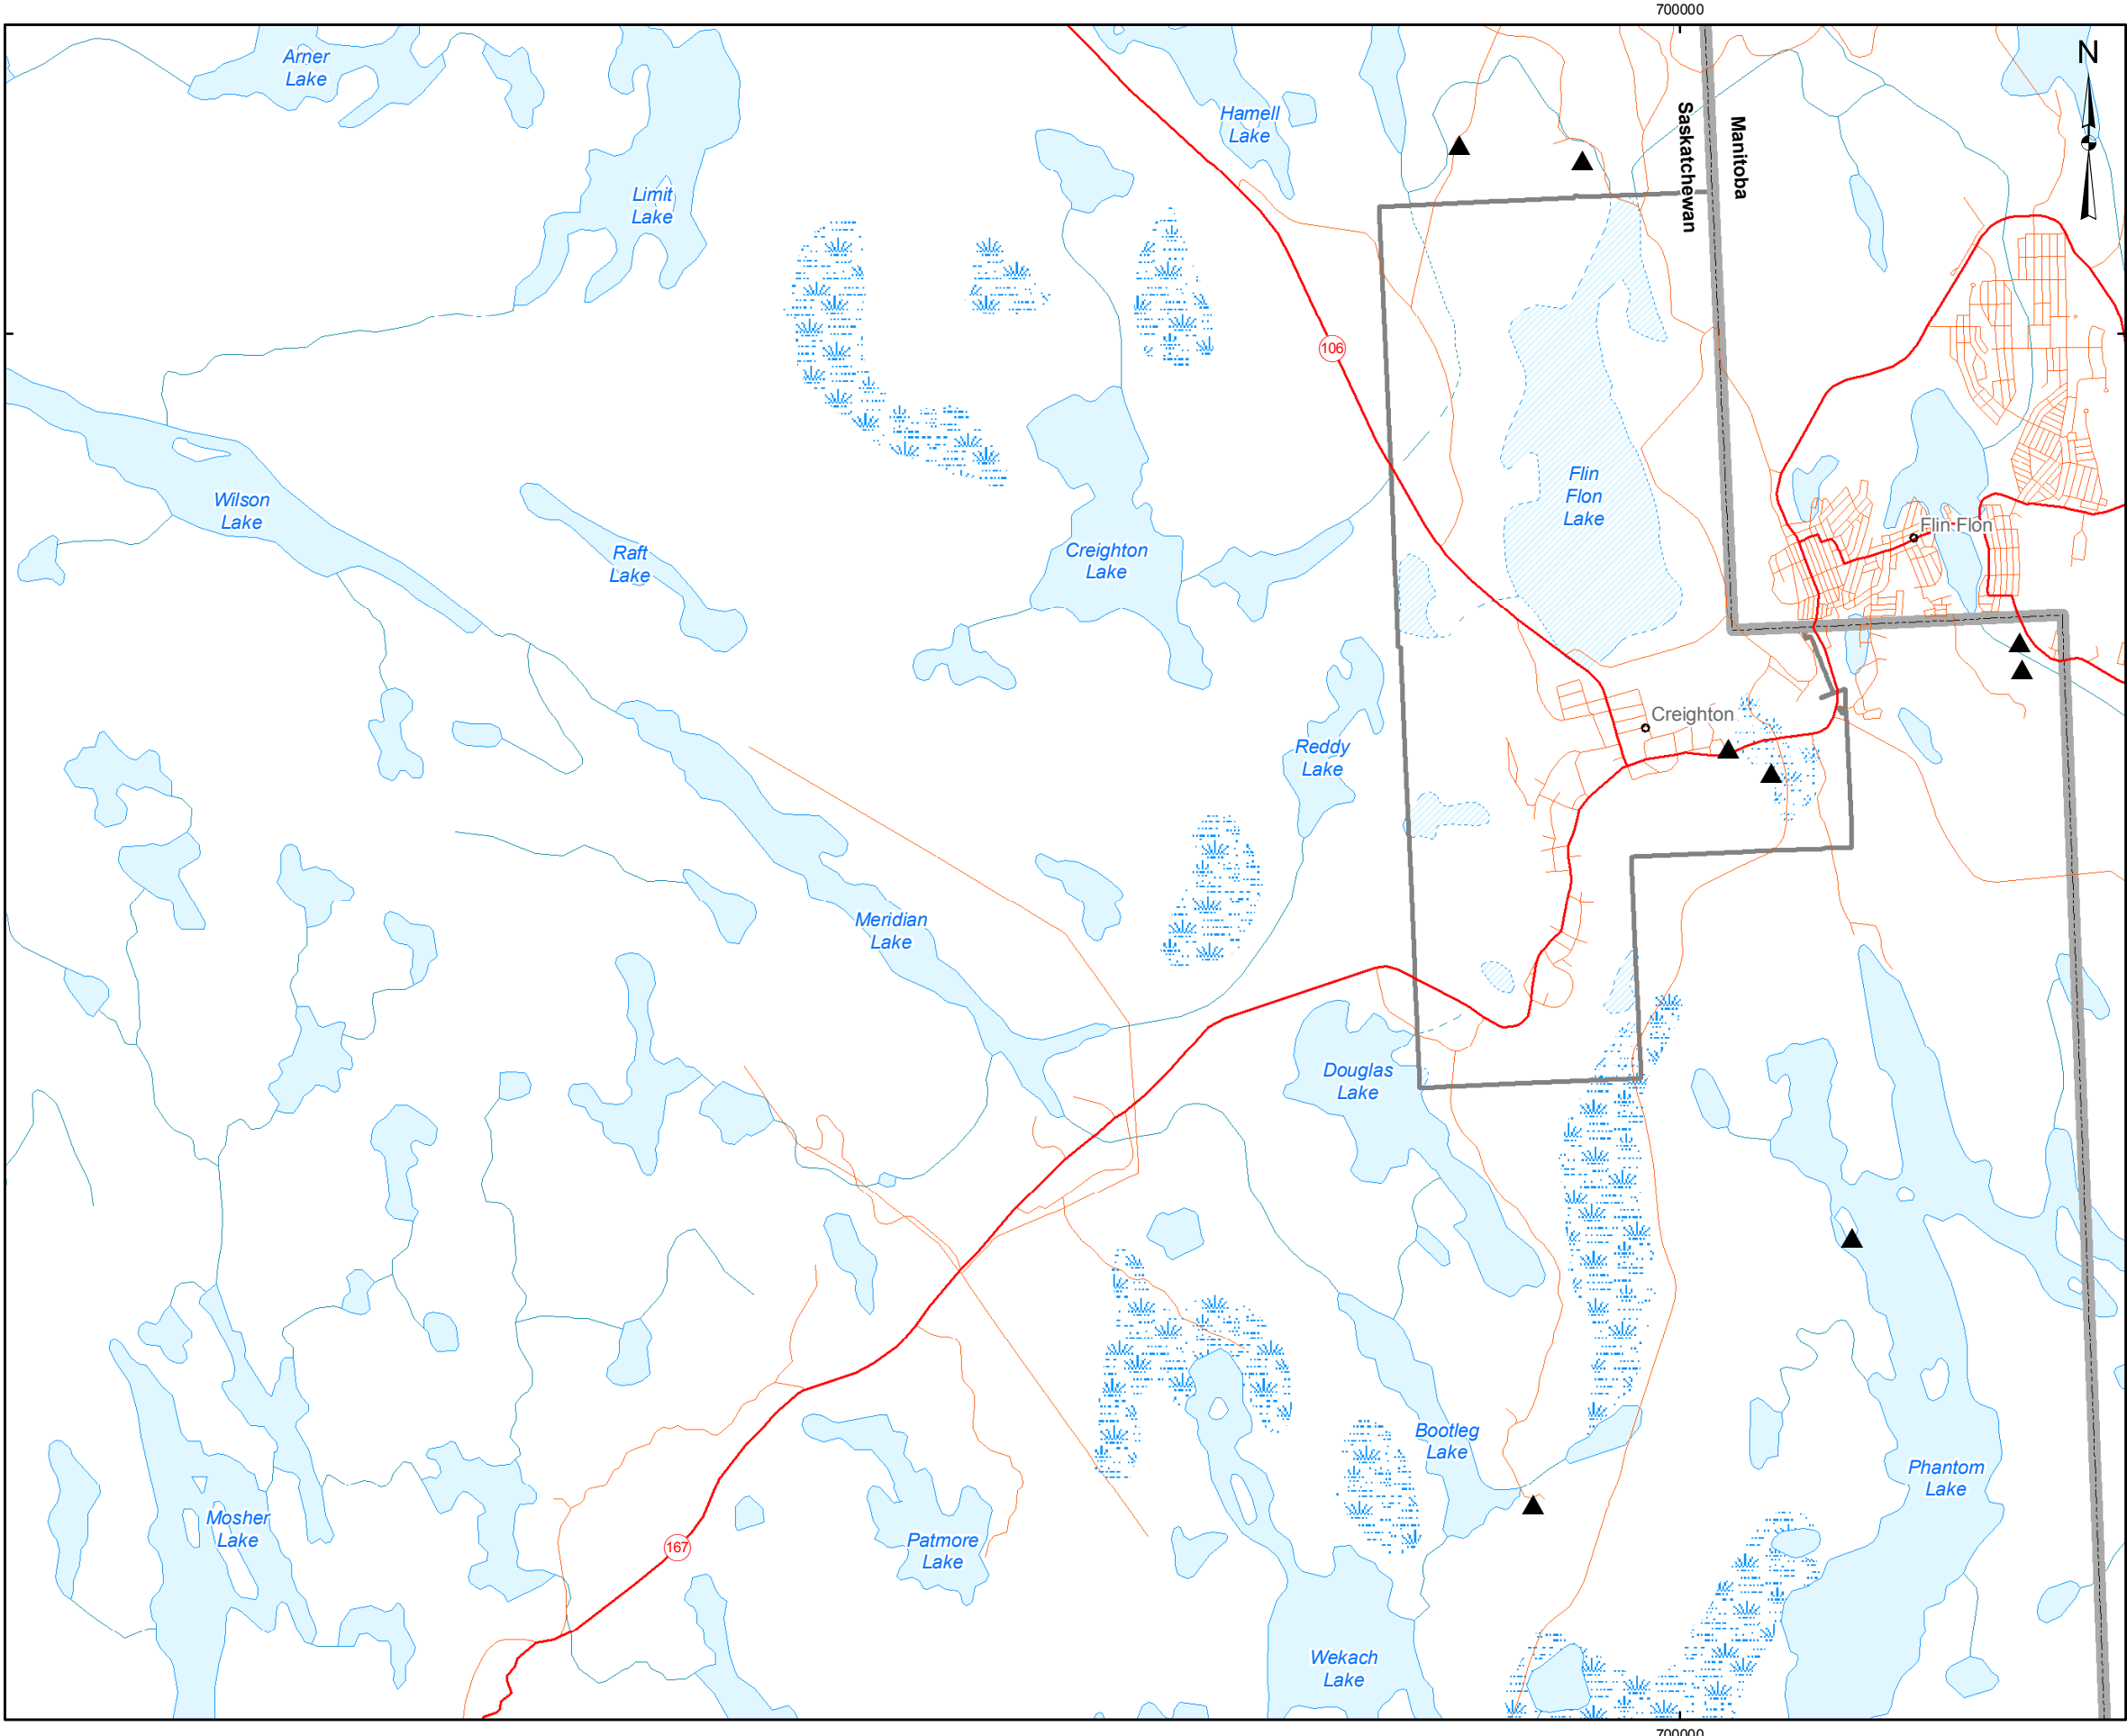 700000
N
Arner
Lake
Hamell
Lake
Saskatchewan
Manitoba
Limit
Lake
106
Wilson
Lake
Raft
Lake
Creighton
Lake
Flin
Flon
Lake
Flin Flon
Creighton
Reddy
Lake
Meridian
Lake
Douglas
Lake
Bootleg
Lake
Phantom
Lake
Mosher
Lake
167
Patmore
Lake
Wekach
Lake
700000